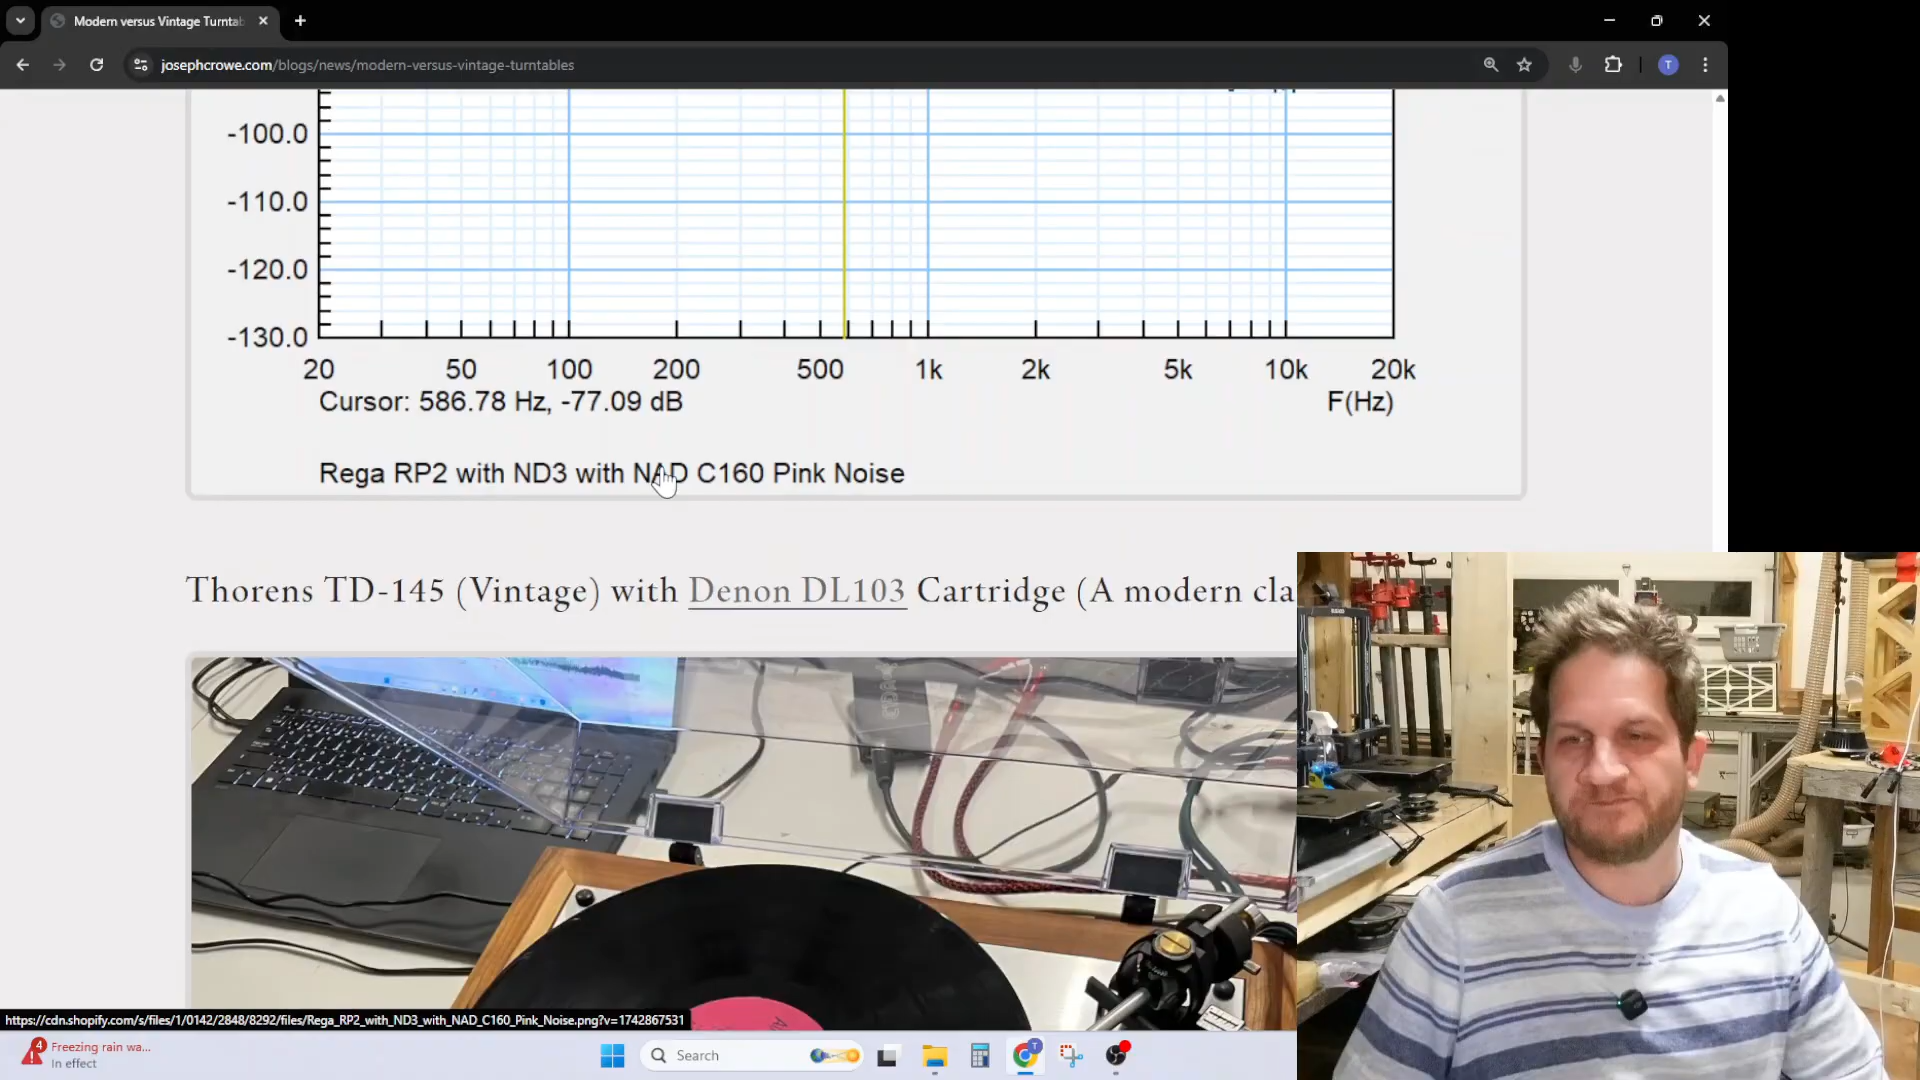 Modern versus Vintage Turntab
josephcrowe.com/blogs/news/modern-versus-vintage-turntables
T
-100.0
-110.0
-120.0
-130.0
20 50 100 200 500 1k 2k 5k 10k 20k
Cursor: 586.78 Hz, -77.09 dB
F(Hz)
Rega RP2 with ND3 with NAD C160 Pink Noise
Thorens TD-145 (Vintage) with Denon DL103 Cartridge (A modern cla
https://cdn.shopify.com/s/files/1/0142/2848/8292/files/Rega_RP2_with_ND3_with_NAD_C160_Pink_Noise.png?v=1742867531
4
Freezing rain wa...
In effect
Search
T